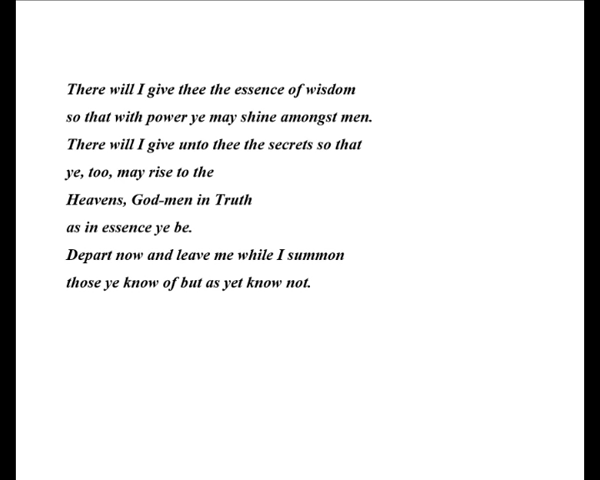 There will I give thee the essence of wisdom
so that with power ye may shine amongst men.
There will I give unto thee the secrets so that
ye, too, may rise to the
Heavens, God-men in Truth
as in essence ye be.
Depart now and leave me while I summon
those ye know of but as yet know not.